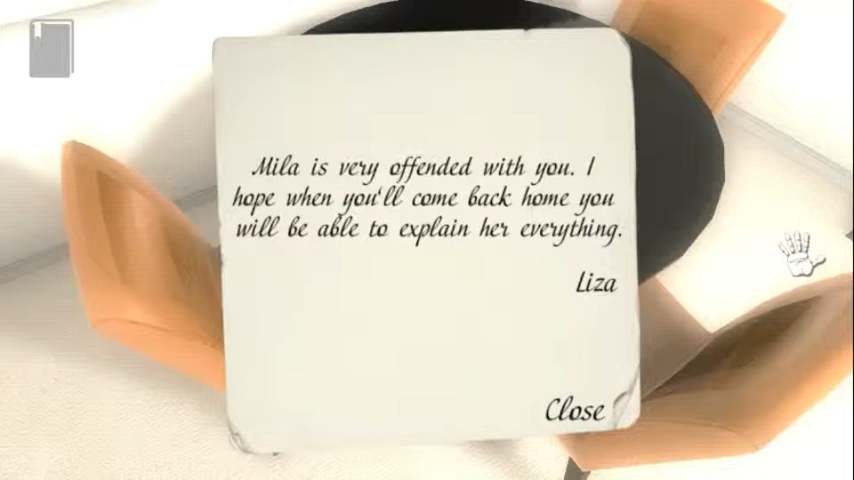 Mila is very offended with you. I
hope when you'll come back home you
will be able to explain her everything.
Liza
Close